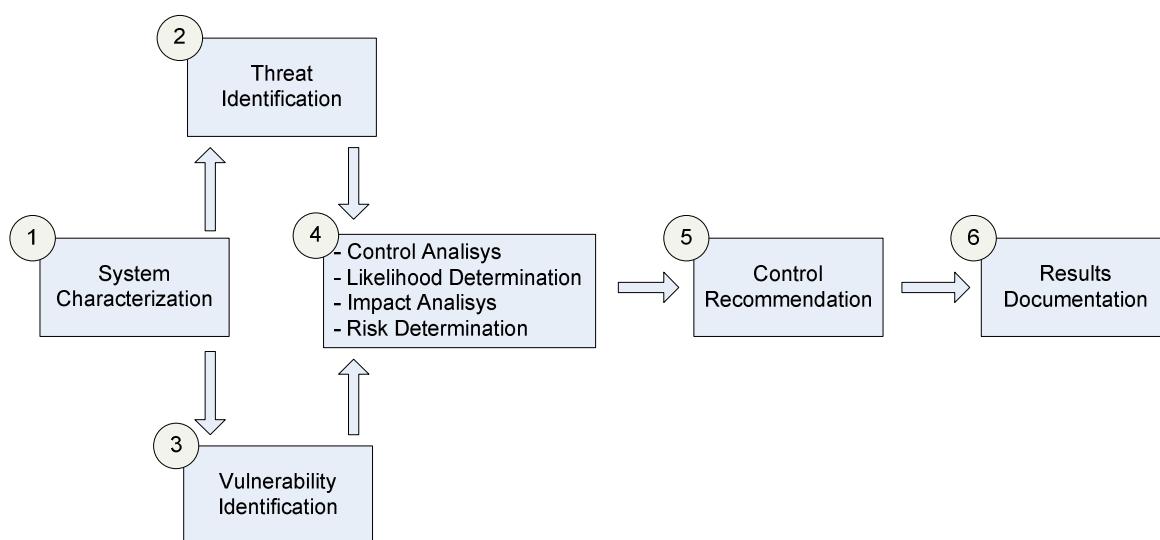 1
System
Characterization
2
Threat
Identification
3
Vulnerability
Identification
4
- Control Analisys
- Likelihood Determination
- Impact Analisys
- Risk Determination
5
Control
Recommendation
6
Results
Documentation